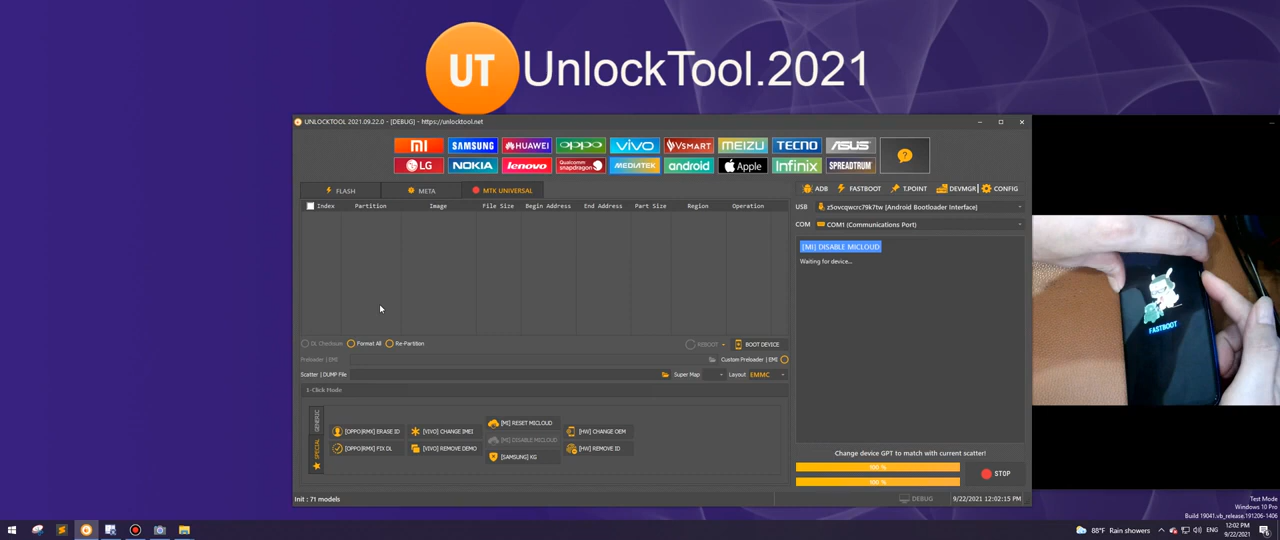 UT UnlockTool.2021
UNLOCKTOOL 2021.09.22.0 - [DEBUG] - https://unlocktool.net
MI SAMSUNG HUAWEI OPPO VIVO VSMART MEIZU TECNO ASUS ?
LG NOKIA lenovo Qualcomm snapdragon MEDIATEK android Apple Infinix SPREADTRUM
FLASH META MTK UNIVERSAL
ADB FASTBOOT T.POINT DEVMGR CONFIG
Index Partition Image File Size Begin Address End Address Part Size Region Operation
USB z5ovcqwcrc79k7tw [Android Bootloader Interface]
COM COM1 (Communications Port)
[MI] DISABLE MICLOUD
Waiting for device...
FASTBOOT
DL Checksum Format All Re-Partition REBOOT BOOT DEVICE
Preloader | EMI Custom Preloader | EMI
Scatter | DUMP File Super Map Layout EMMC
1-Click Mode
GENERIC
SPECIAL
[OPPO|RMX] ERASE ID [VIVO] CHANGE IMEI [MI] RESET MICLOUD [HW] CHANGE OEM
[MI] DISABLE MICLOUD
[OPPO|RMX] FIX DL [VIVO] REMOVE DEMO [SAMSUNG] KG [HW] REMOVE ID
Change device GPT to match with current scatter!
100 %
100 %
STOP
Init : 71 models DEBUG 9/22/2021 12:02:15 PM
Test Mode
Windows 10 Pro
Build 19041.vb_release.191206-1406
88°F Rain showers ENG 12:02 PM
9/22/2021